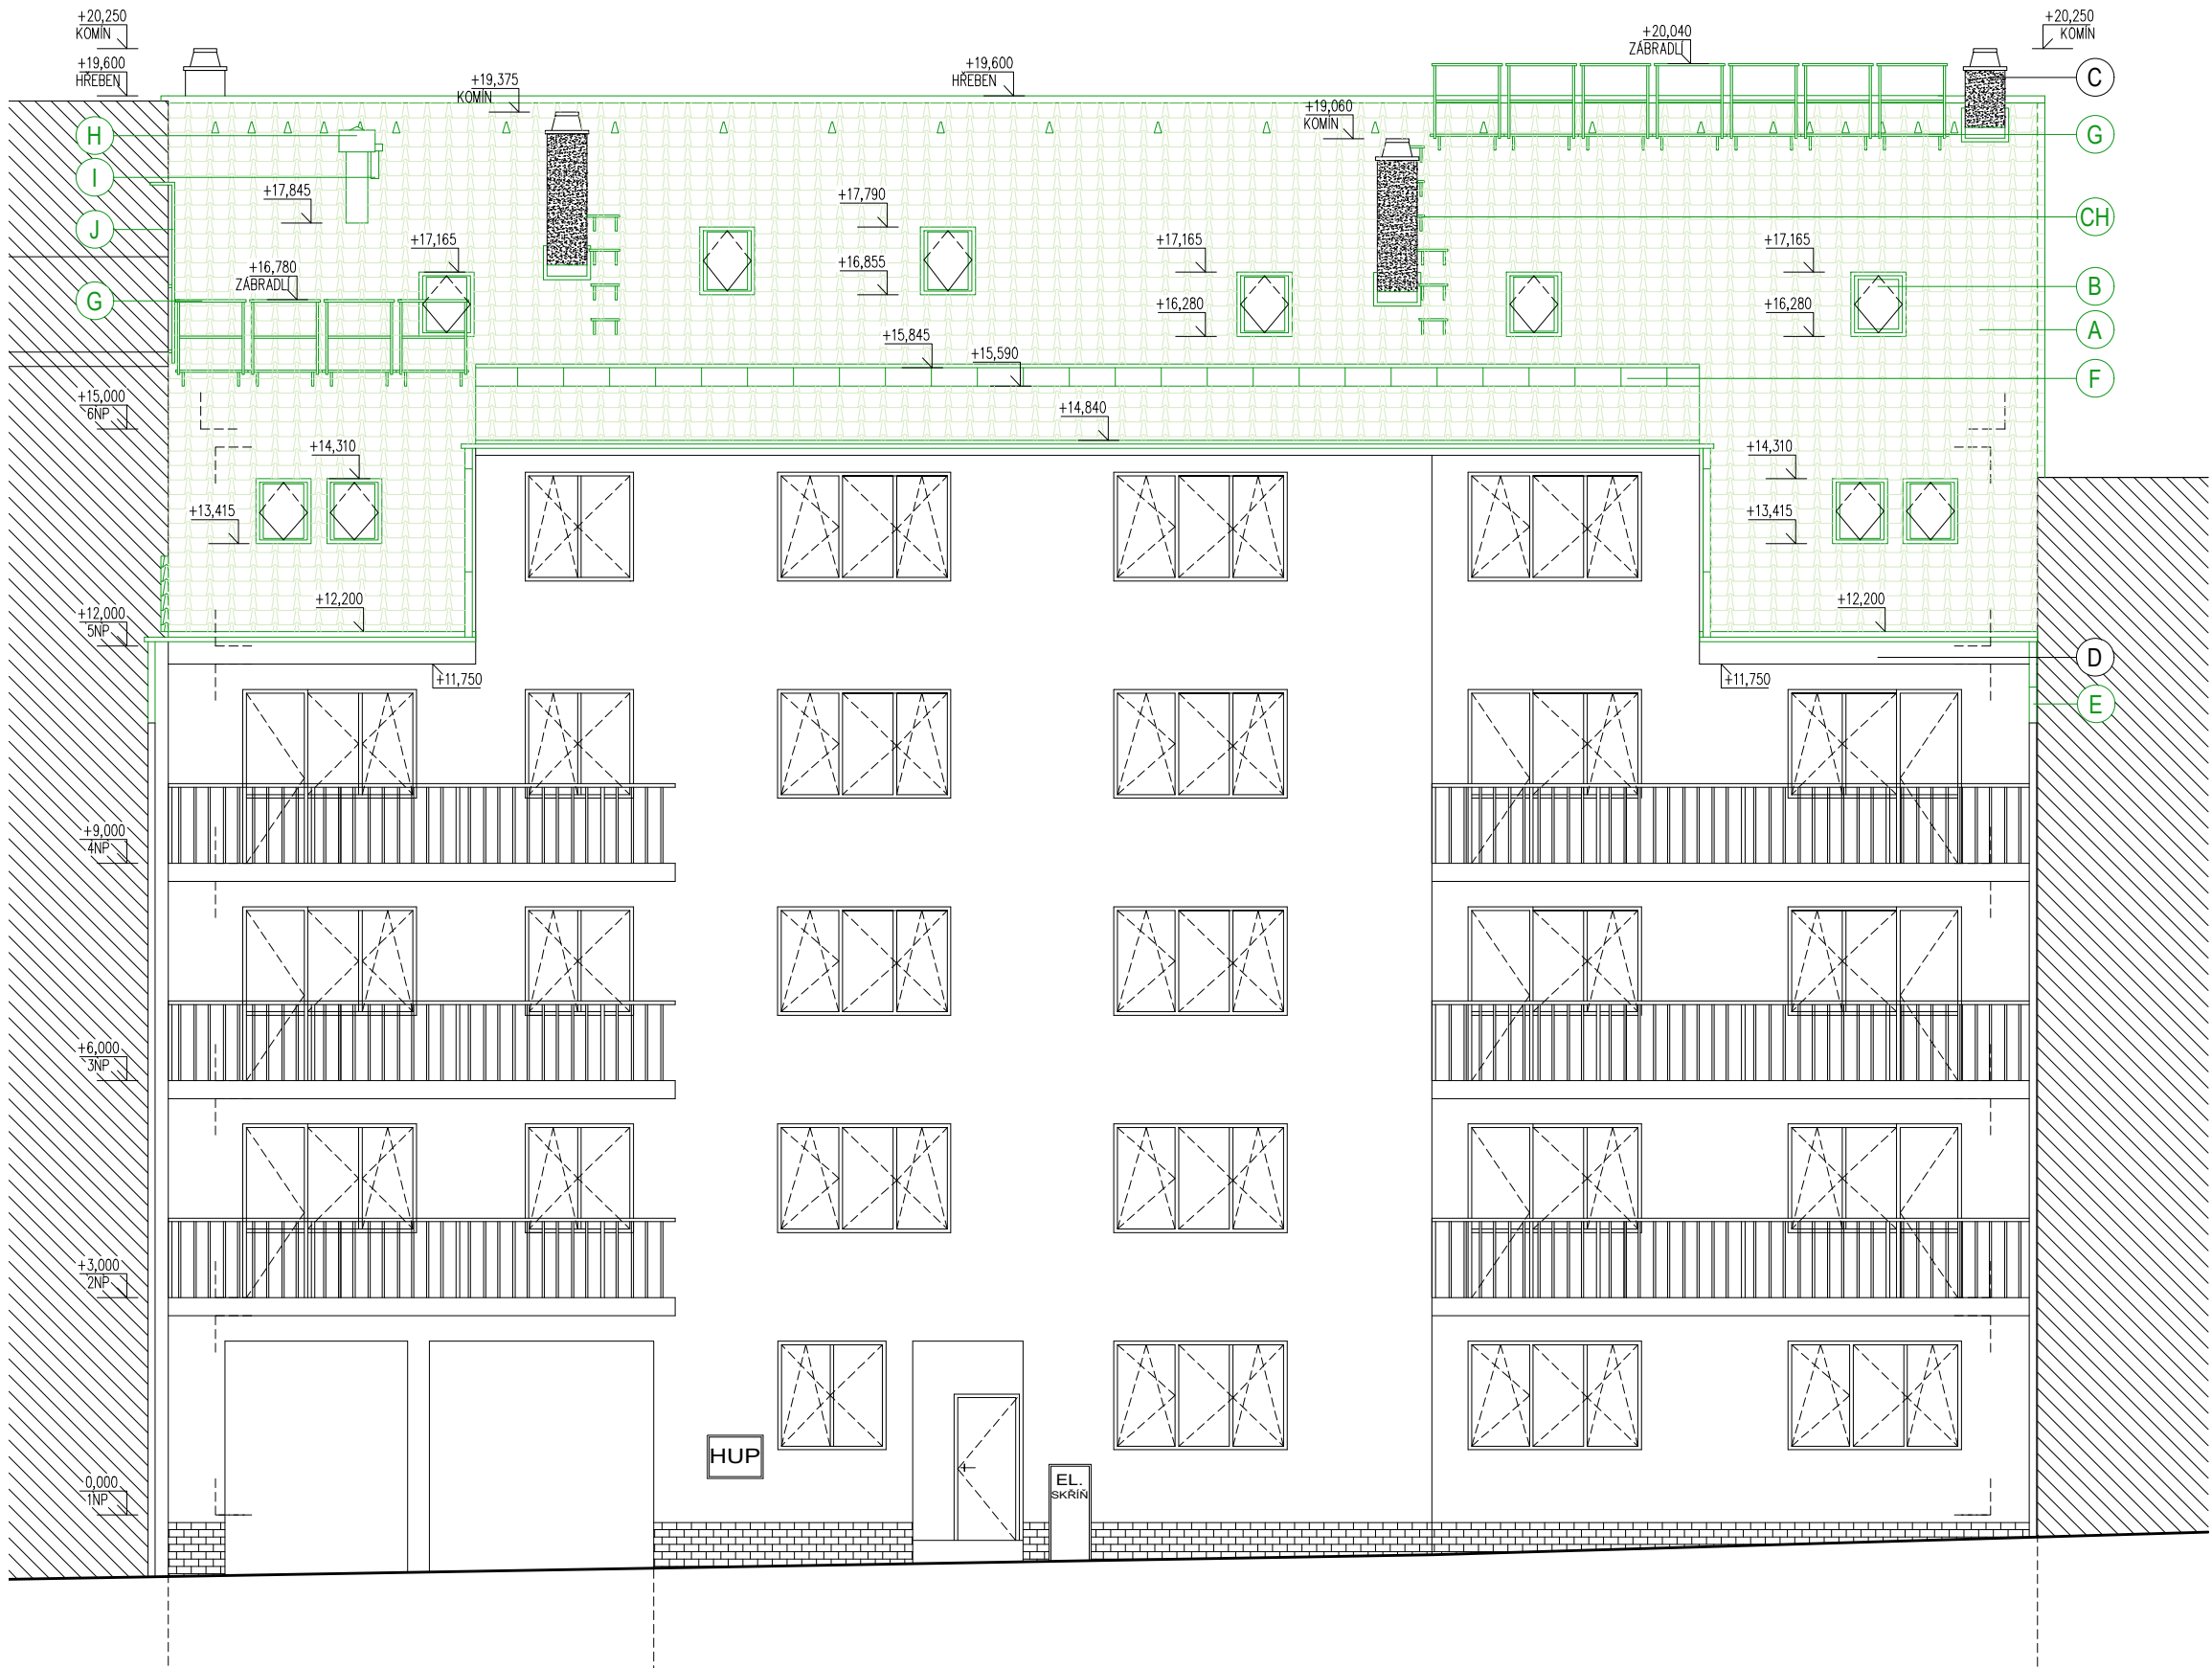 +20,250
KOMÍN
+20,250
KOMÍN
+20,040
ZÁBRADLÍ
+19,600
HŘEBEN
+19,375
KOMÍN
+19,600
HŘEBEN
C
+19,060
KOMÍN
H
G
I
+17,845
+17,790
CH
J
+17,165
+17,165
+17,165
+16,780
ZÁBRADLÍ
+16,855
B
G
+16,280
+16,280
A
+15,845
+15,590
F
+15,000
6NP
+14,840
+14,310
+14,310
+13,415
+13,415
+12,200
+12,200
+12,000
5NP
D
+11,750
+11,750
E
+9,000
4NP
+6,000
3NP
+3,000
2NP
HUP
EL.
SKŘÍŇ
0,000
1NP